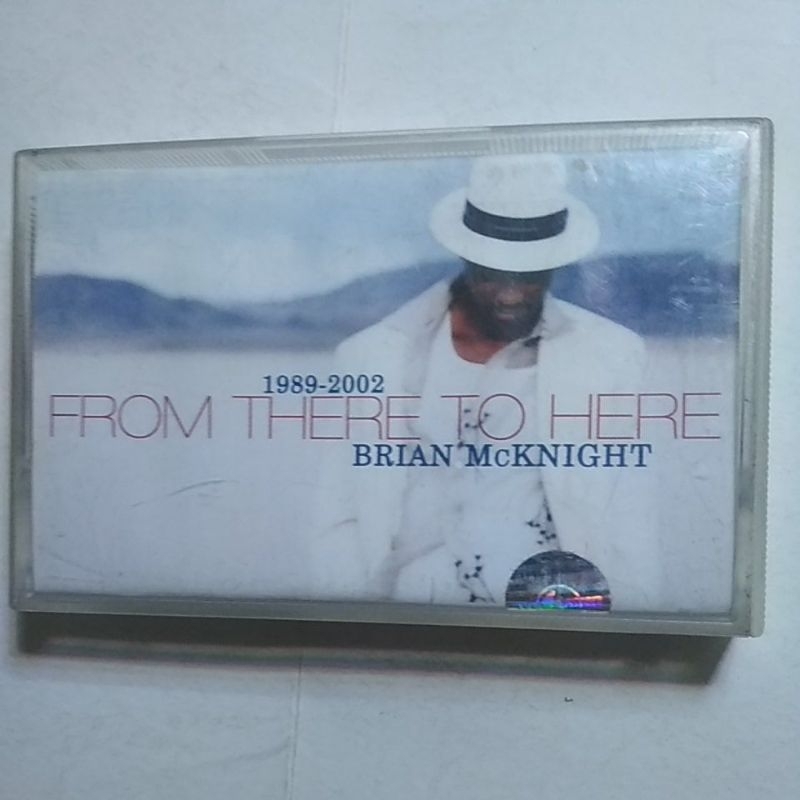 1989-2002
FROM THERE TO HERE
BRIAN McKNIGHT